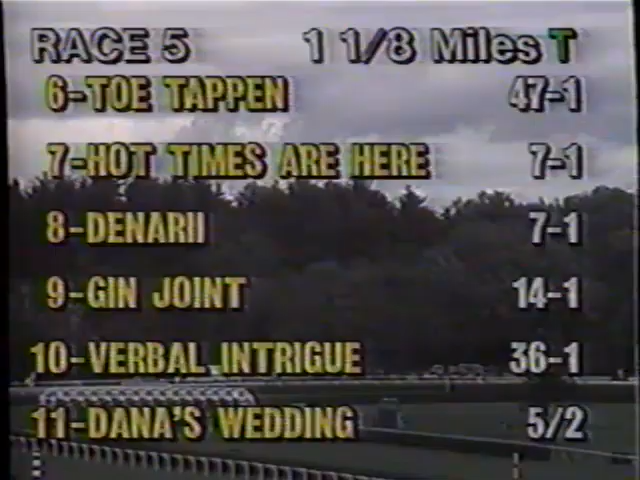 RACE 5 1 1/8 Miles T
6-TOE TAPPEN 47-1
7-HOT TIMES ARE HERE 7-1
8-DENARII 7-1
9-GIN JOINT 14-1
10-VERBAL INTRIGUE 36-1
11-DANA'S WEDDING 5/2